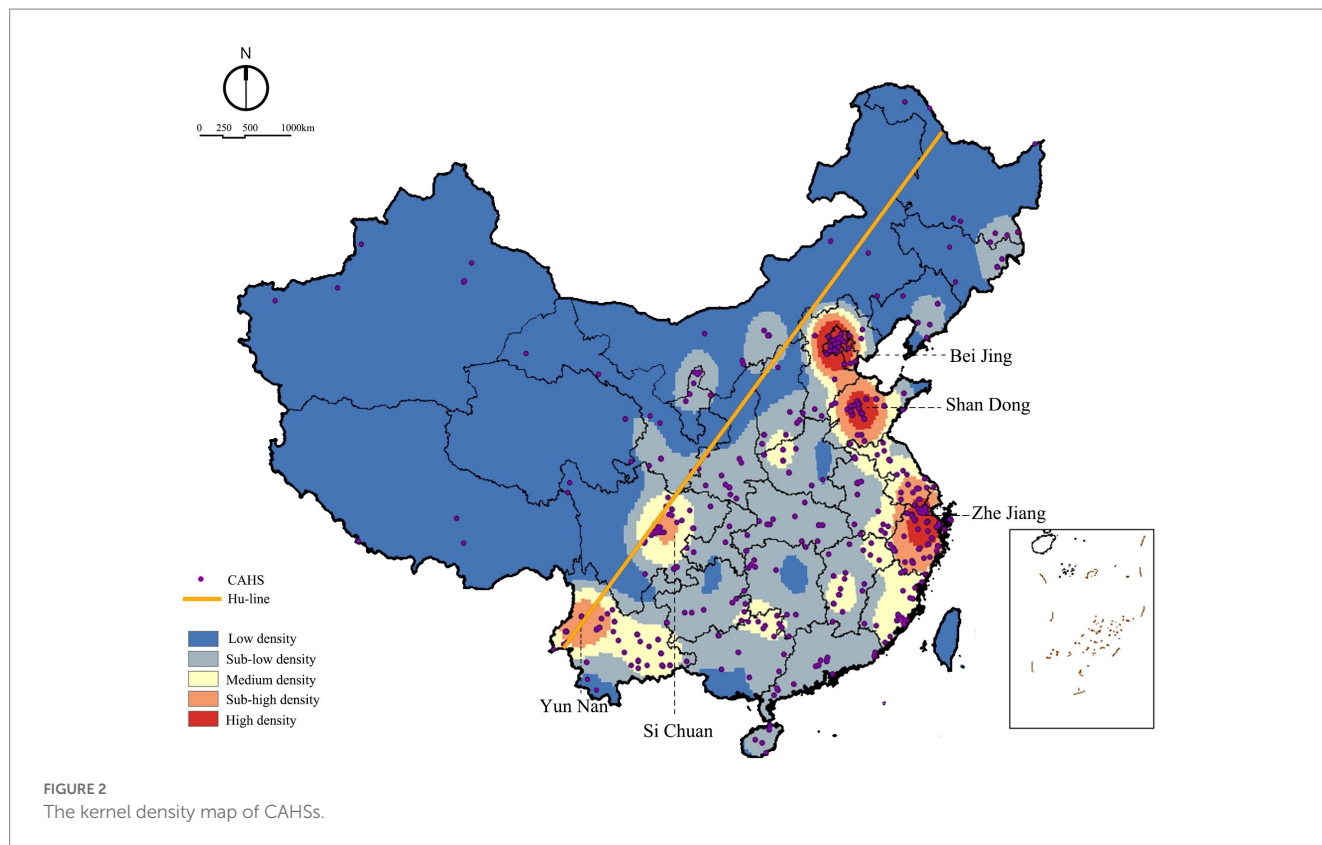 N
0 250 500 1000km
Bei Jing
Shan Dong
Zhe Jiang
CAHS
Hu-line
Low density
Sub-low density
Medium density
Sub-high density
High density
Yun Nan
Si Chuan
FIGURE 2
The kernel density map of CAHSs.